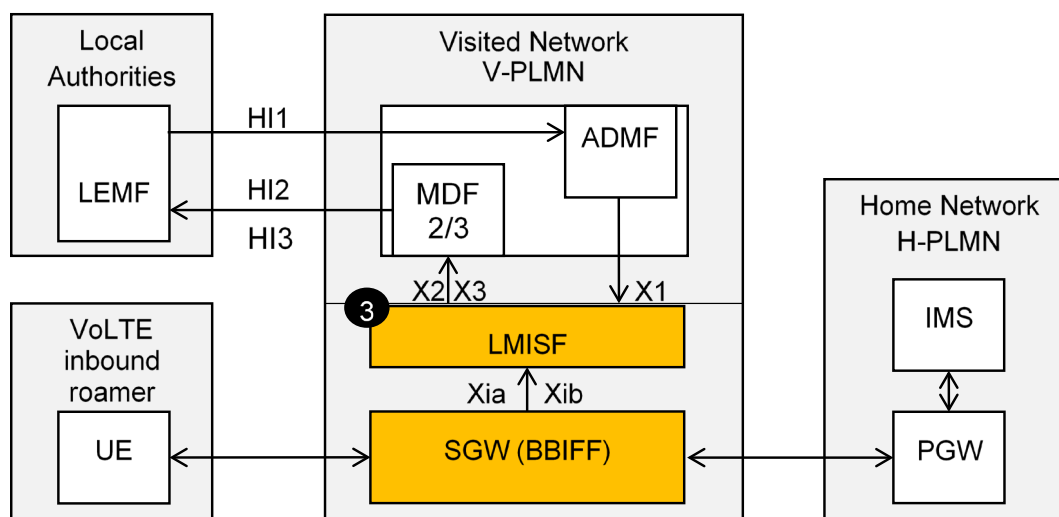 Local
Authorities
LEMF
HI1
HI2
HI3
Visited Network
V-PLMN
ADMF
MDF
2/3
X2 X3
X1
3
LMISF
Xia Xib
SGW (BBIFF)
VoLTE
inbound
roamer
UE
Home Network
H-PLMN
IMS
PGW